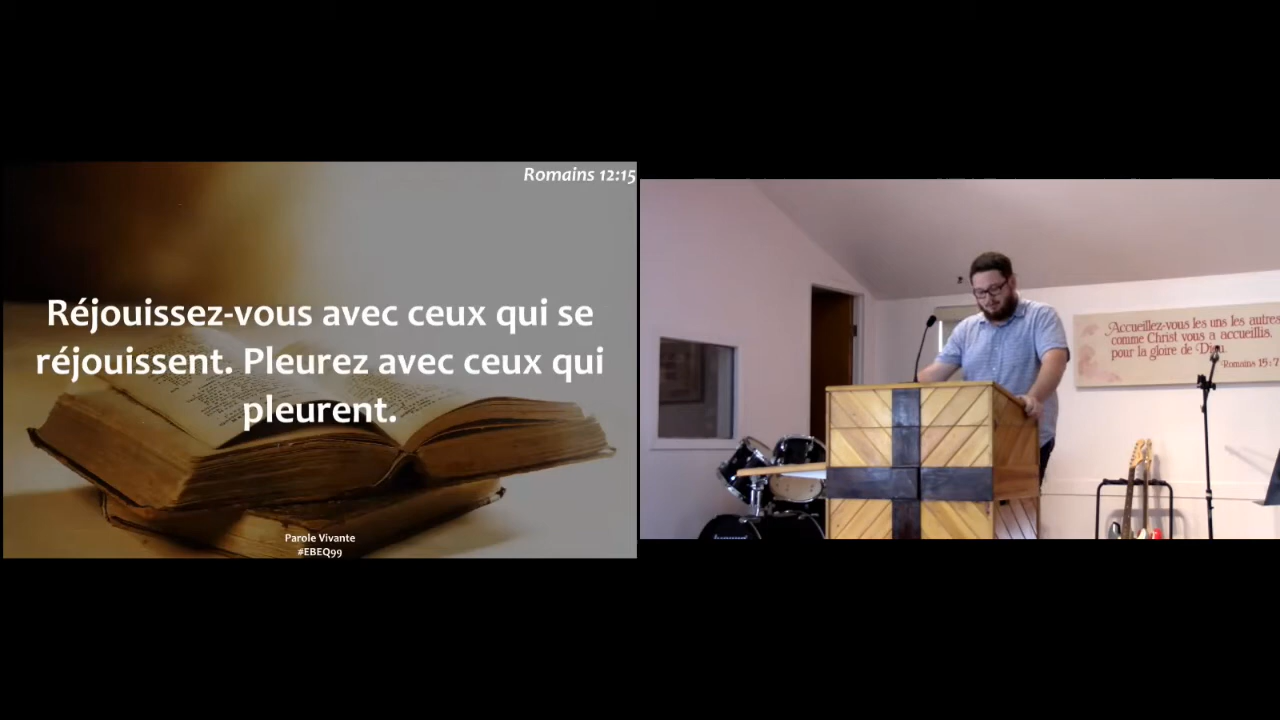 Romains 12:15
Réjouissez-vous avec ceux qui se
réjouissent. Pleurez avec ceux qui
pleurent.
Parole Vivante
#EBEQ99
Accueillez-vous les uns les autres
comme Christ vous a accueillis,
pour la gloire de Dieu.
Romains 15:7